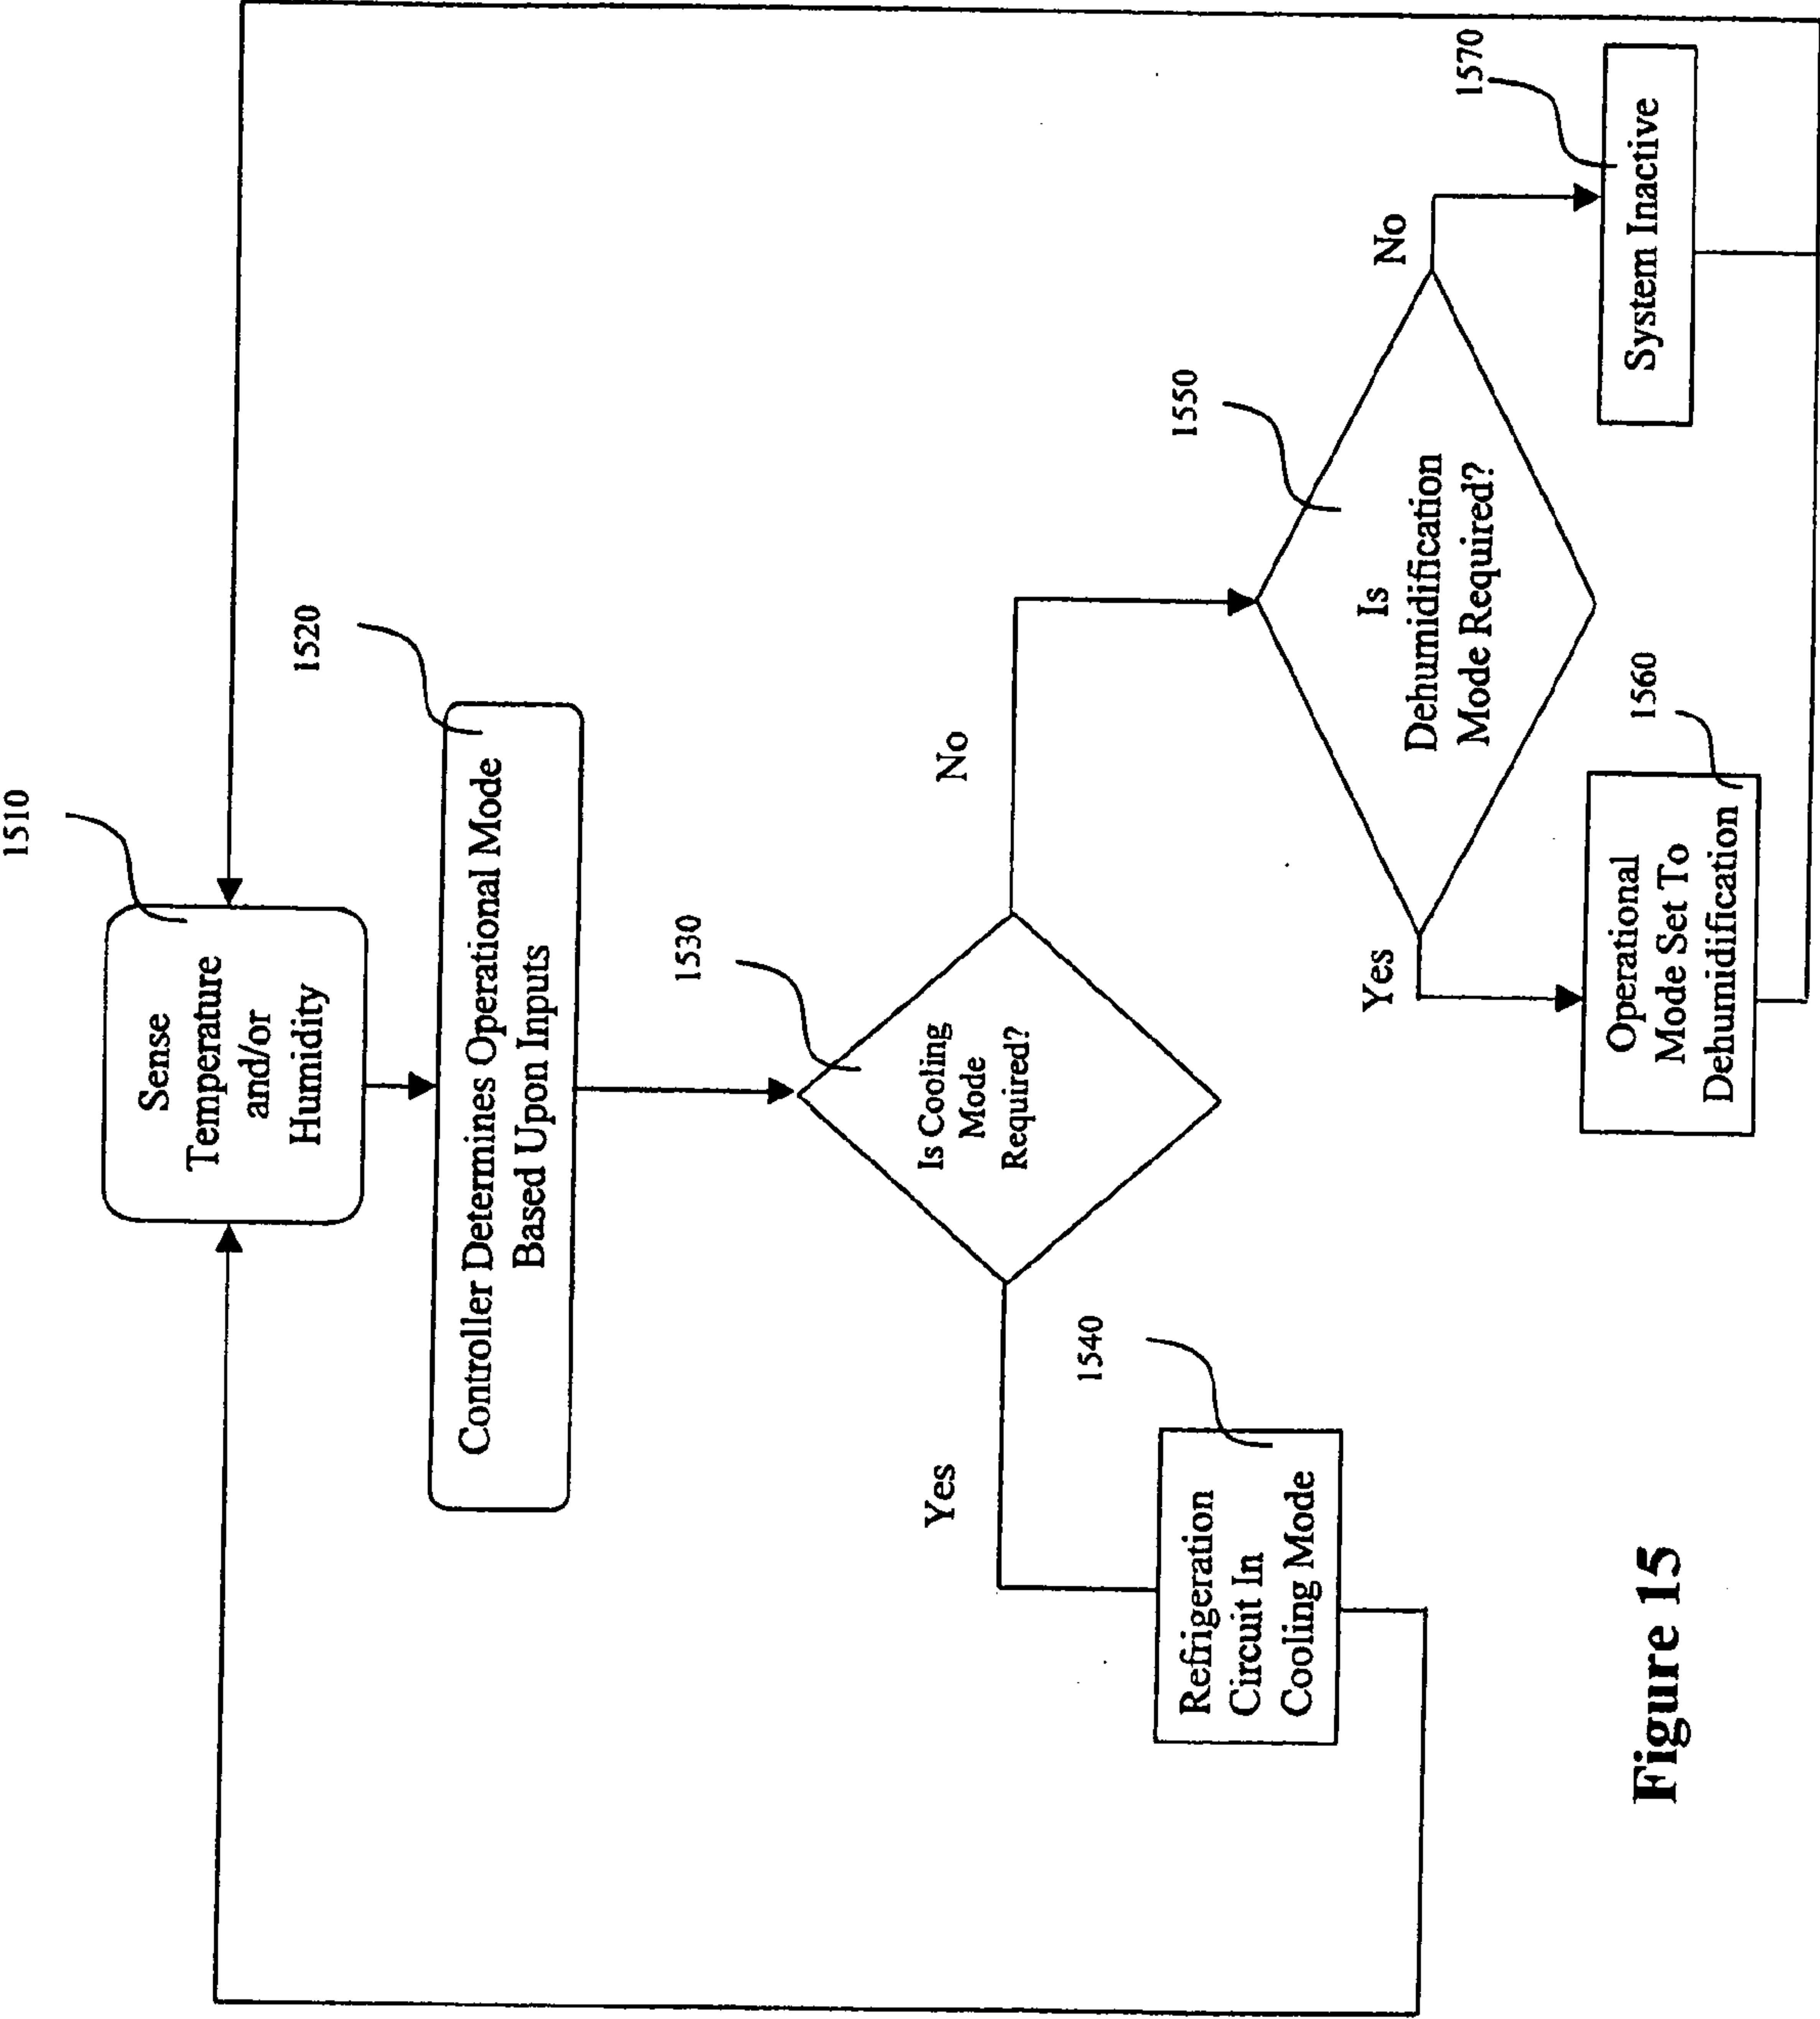 1510
Sense
Temperature
and/or
Humidity
1520
Controller Determines Operational Mode
Based Upon Inputs
1530
Is Cooling
Mode
Required?
Yes
No
1540
Refrigeration
Circuit In
Cooling Mode
1550
Is
Dehumidification
Mode Required?
Yes
No
1560
Operational
Mode Set To
Dehumidification
1570
System Inactive
Figure 15